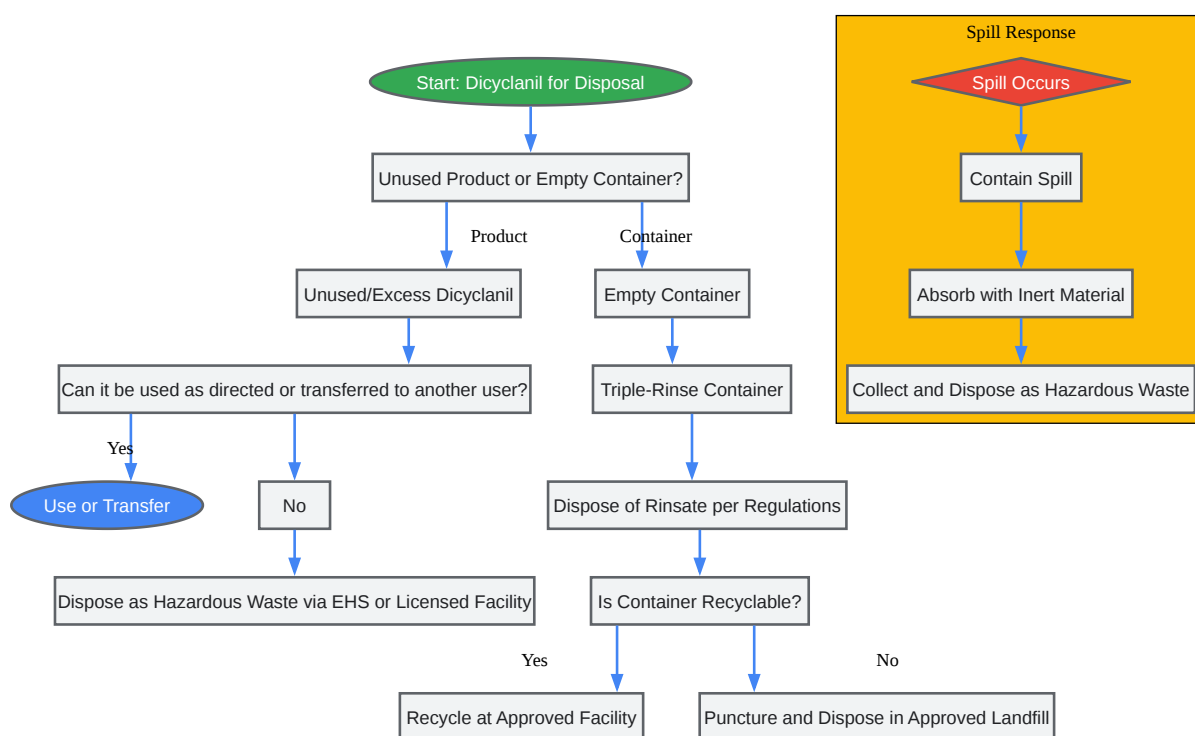 Spill Response
Start: Dicyclanil for Disposal
Spill Occurs
Unused Product or Empty Container?
Contain Spill
Product
Container
Unused/Excess Dicyclanil
Empty Container
Absorb with Inert Material
Can it be used as directed or transferred to another user?
Triple-Rinse Container
Collect and Dispose as Hazardous Waste
Yes
Use or Transfer
No
Dispose of Rinsate per Regulations
Dispose as Hazardous Waste via EHS or Licensed Facility
Is Container Recyclable?
Yes
No
Recycle at Approved Facility
Puncture and Dispose in Approved Landfill